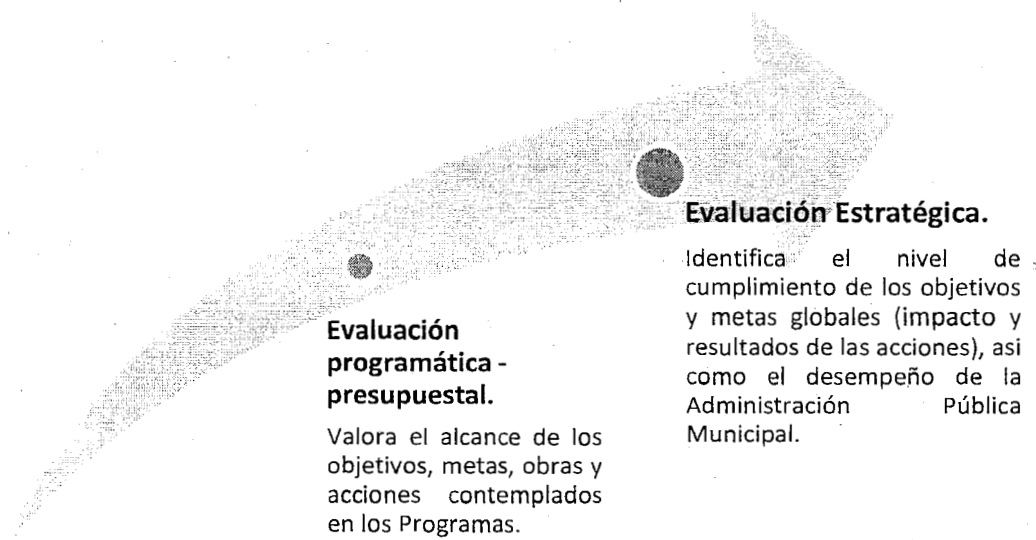 Evaluación Estratégica.
Identifica el nivel de
cumplimiento de los objetivos
y metas globales (impacto y
resultados de las acciones), asi
como el desempeño de la
Administración Pública
Municipal.
Evaluación
programática -
presupuestal.
Valora el alcance de los
objetivos, metas, obras y
acciones contemplados
en los Programas.